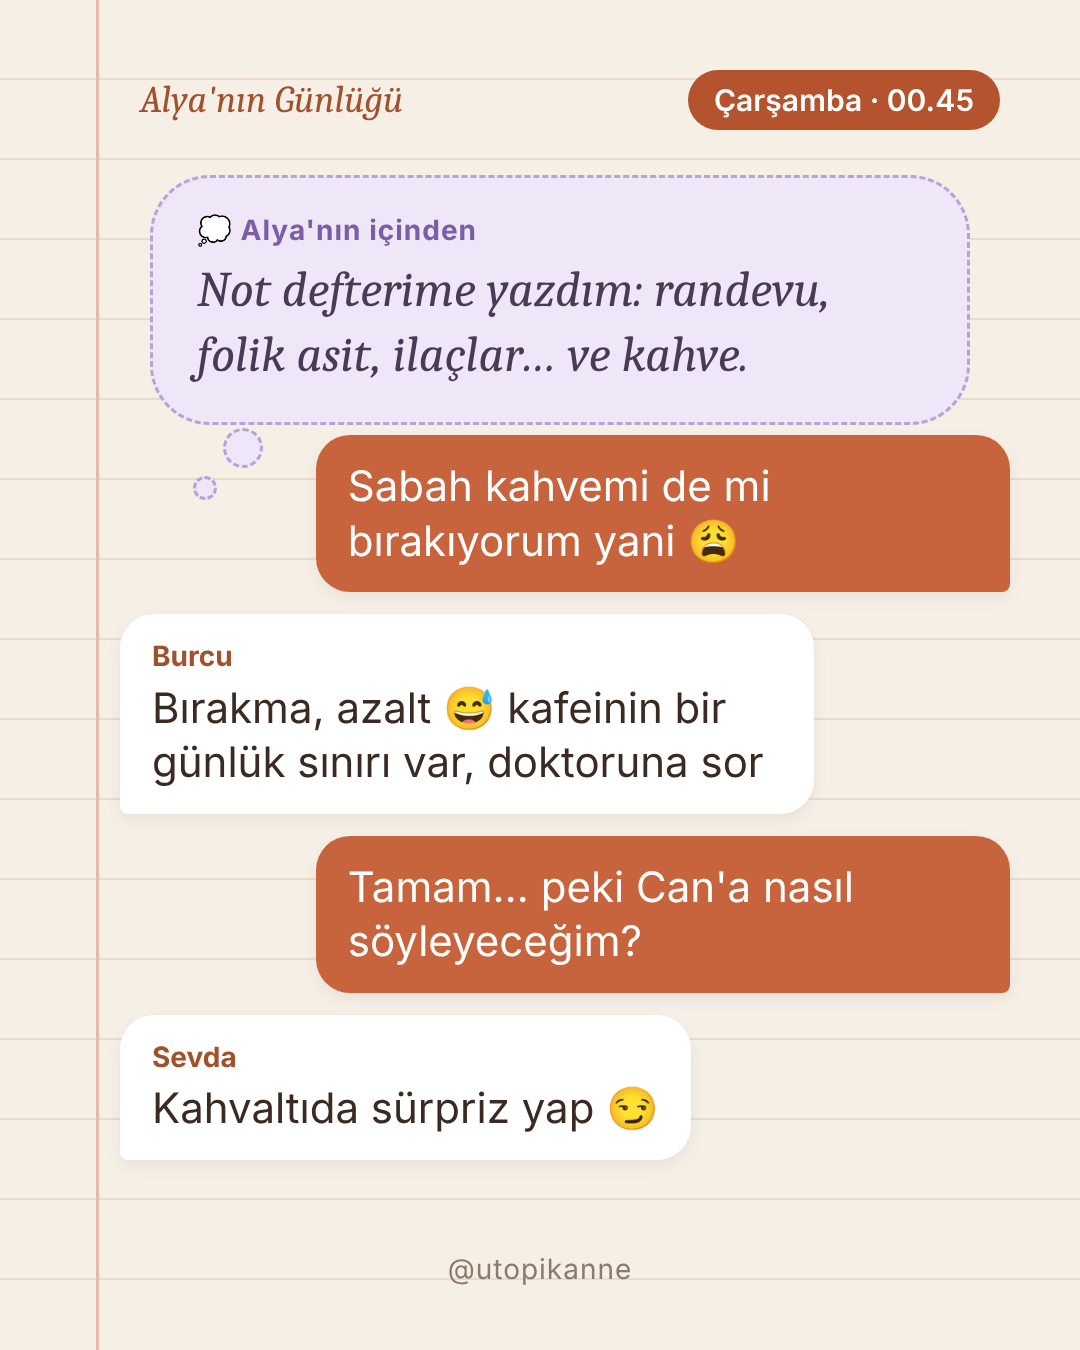 Alya'nın Günlüğü
Çarşamba · 00.45
💭 Alya'nın içinden
Not defterime yazdım: randevu,
folik asit, ilaçlar... ve kahve.
Sabah kahvemi de mi
bırakıyorum yani 😩
Burcu
Bırakma, azalt 😅 kafeinin bir
günlük sınırı var, doktoruna sor
Tamam... peki Can'a nasıl
söyleyeceğim?
Sevda
Kahvaltıda sürpriz yap 😏
@utopikanne